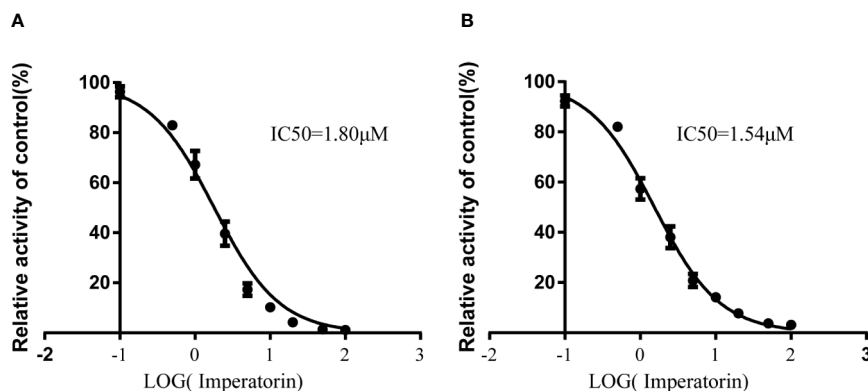 A
Relative activity of control(%)
100
80
60
40
20
-2
-1
0
1
2
3
LOG( Imperatorin)
IC50=1.80μM
B
Relative activity of control(%)
100
80
60
40
20
-2
-1
0
1
2
3
LOG( Imperatorin)
IC50=1.54μM